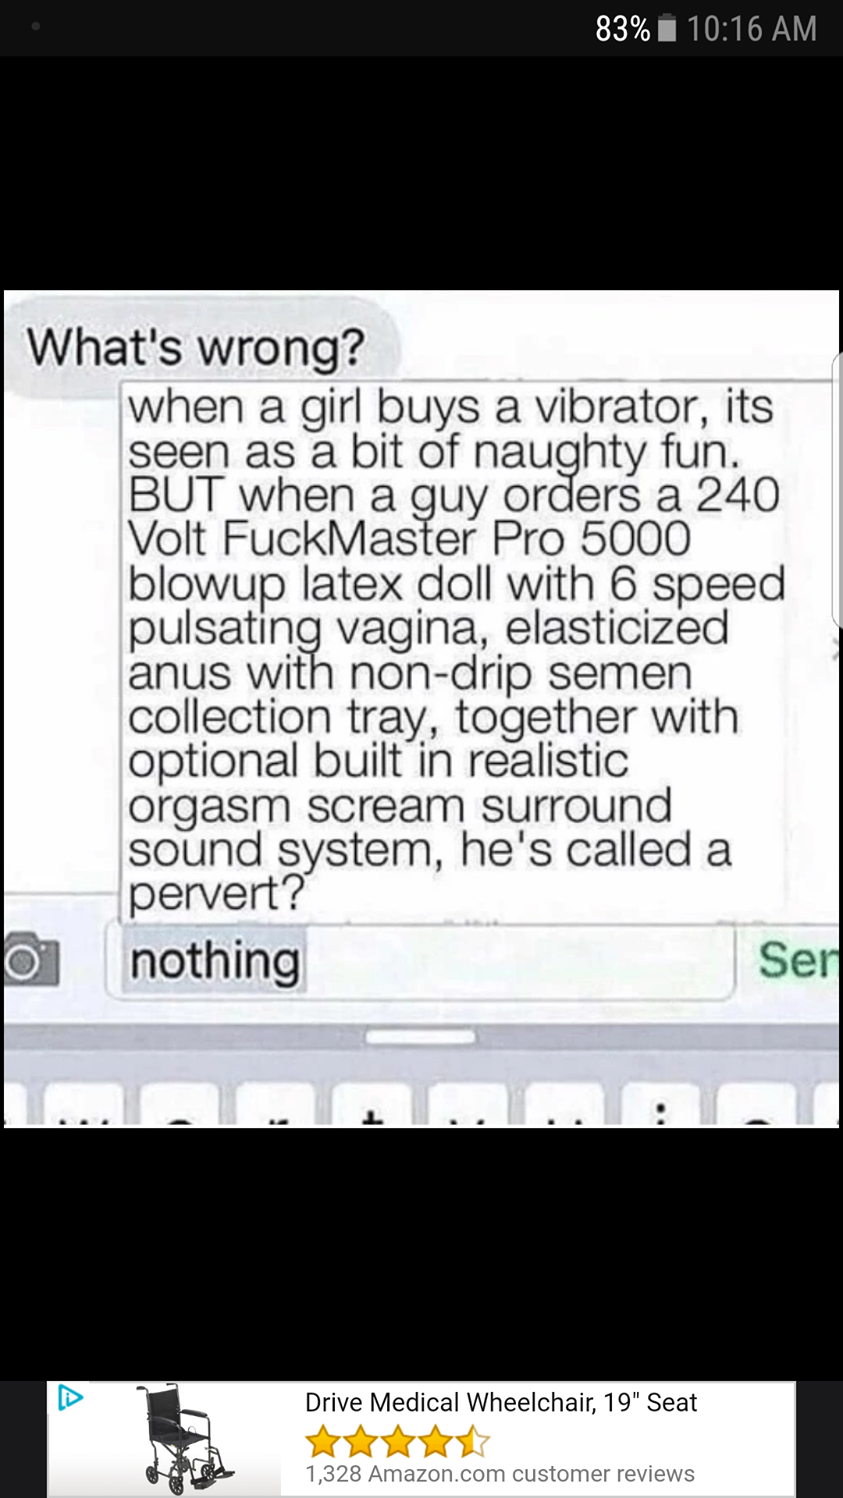 83% 10:16 AM
What's wrong?
when a girl buys a vibrator, its
seen as a bit of naughty fun.
BUT when a guy orders a 240
Volt FuckMaster Pro 5000
blowup latex doll with 6 speed
pulsating vagina, elasticized
anus with non-drip semen
collection tray, together with
optional built in realistic
orgasm scream surround
sound system, he's called a
pervert?
nothing
Sen
Drive Medical Wheelchair, 19" Seat
1,328 Amazon.com customer reviews